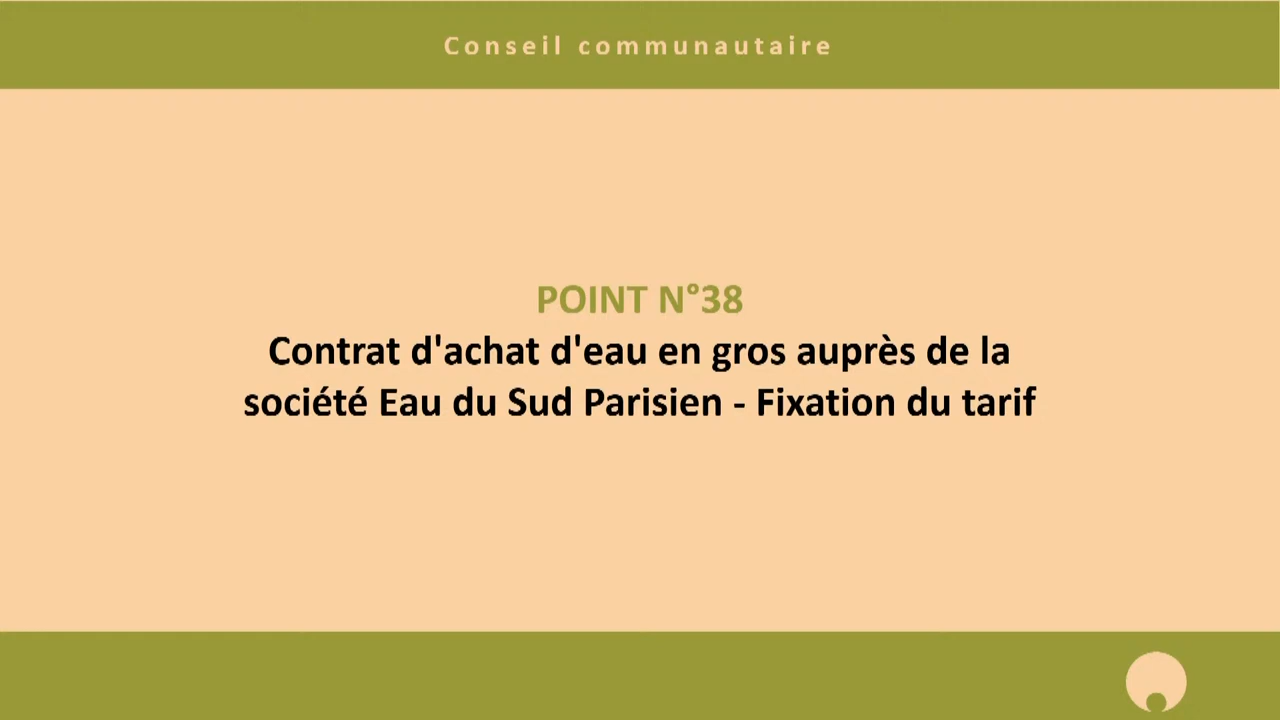 Conseil communautaire
POINT N°38
Contrat d'achat d'eau en gros auprès de la
société Eau du Sud Parisien - Fixation du tarif